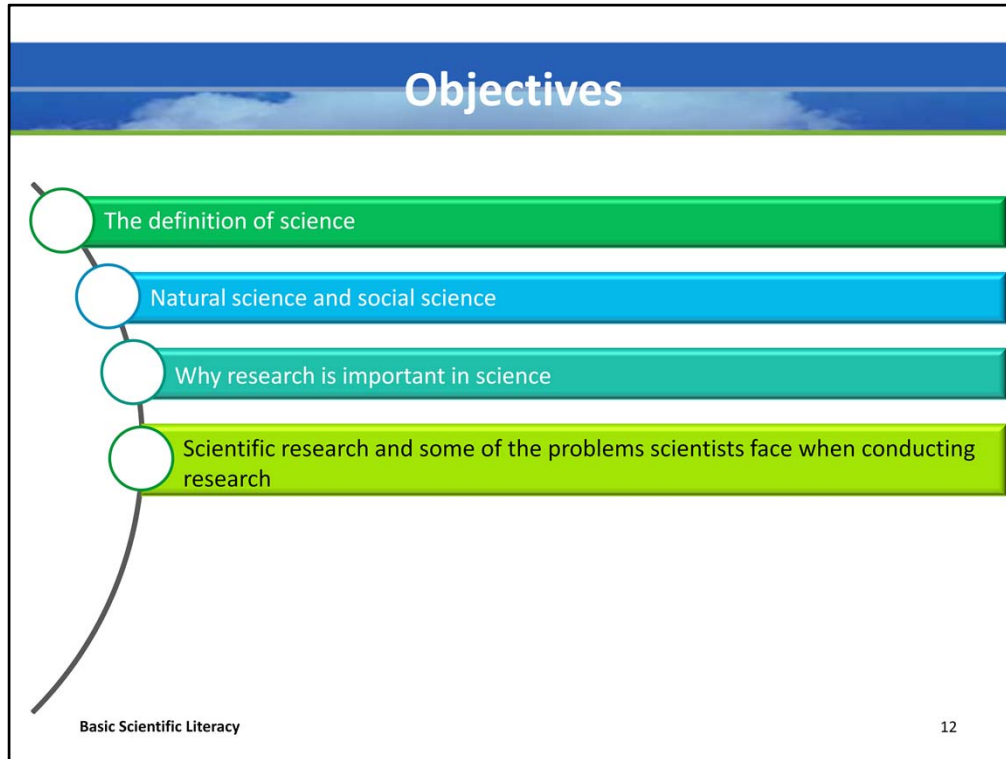 Objectives
The definition of science
Natural science and social science
Why research is important in science
Scientific research and some of the problems scientists face when conducting
research
Basic Scientific Literacy
12